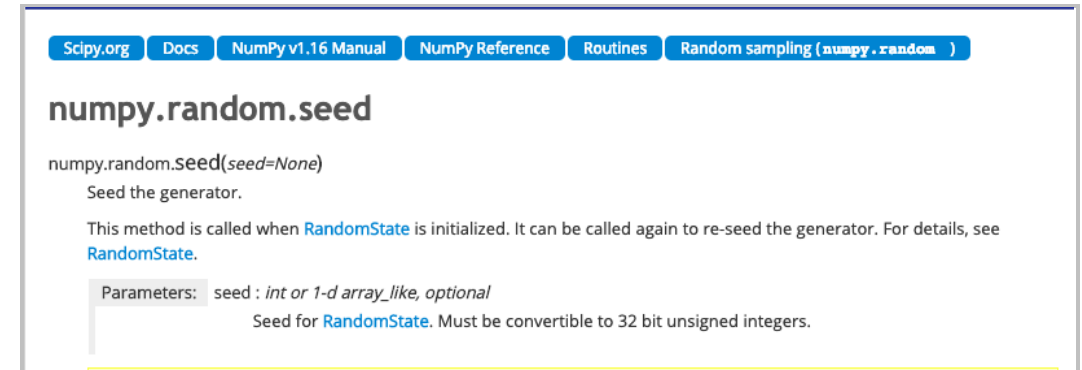 Scipy.org Docs NumPy v1.16 Manual NumPy Reference Routines Random sampling (numpy.random )
numpy.random.seed
numpy.random.seed(seed=None)
Seed the generator.
This method is called when RandomState is initialized. It can be called again to re-seed the generator. For details, see
RandomState.
Parameters: seed : int or 1-d array_like, optional
Seed for RandomState. Must be convertible to 32 bit unsigned integers.